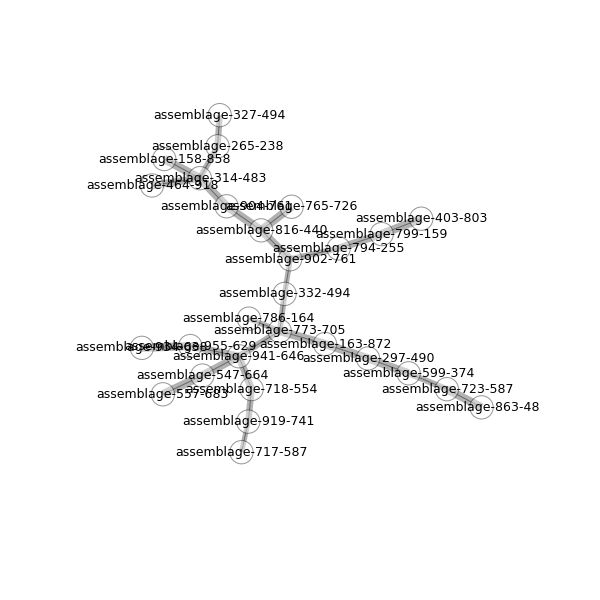 assemblage-327-494
assemblage-265-238
assemblage-158-858
assemblage-314-483
assemblage-464-918
assemblage-904-761
assemblage-765-726
assemblage-403-803
assemblage-816-440
assemblage-799-159
assemblage-794-255
assemblage-902-761
assemblage-332-494
assemblage-786-164
assemblage-773-705
assemblage-163-872
assemblage-955-629
assemblage-941-646
assemblage-297-490
assemblage-599-374
assemblage-547-664
assemblage-718-554
assemblage-723-587
assemblage-557-683
assemblage-863-48
assemblage-919-741
assemblage-717-587